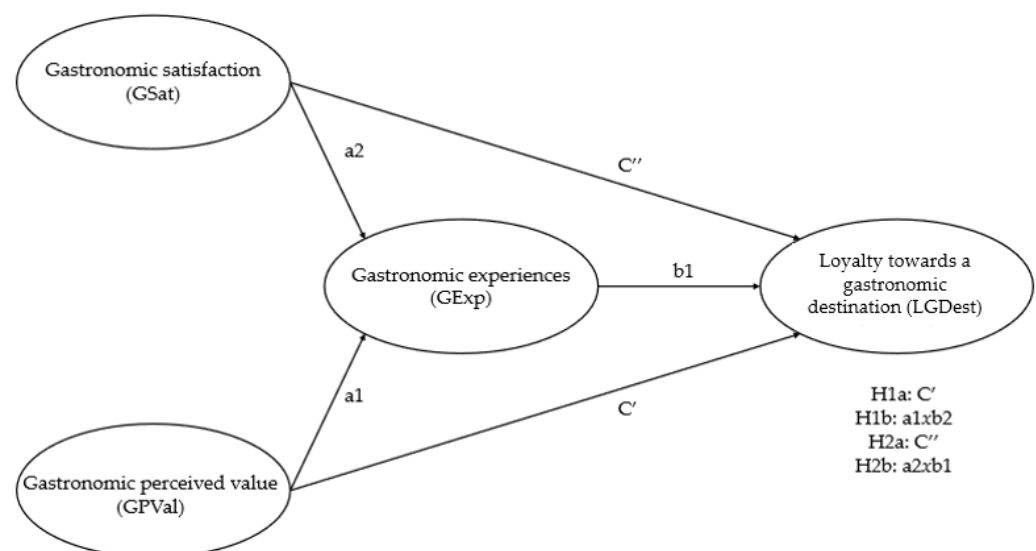 Gastronomic satisfaction
(GSat)
a2
C″
Gastronomic experiences
(GExp)
b1
Loyalty towards a
gastronomic
destination (LGDest)
a1
C′
Gastronomic perceived value
(GPVal)
H1a: C′
H1b: a1xb2
H2a: C″
H2b: a2xb1